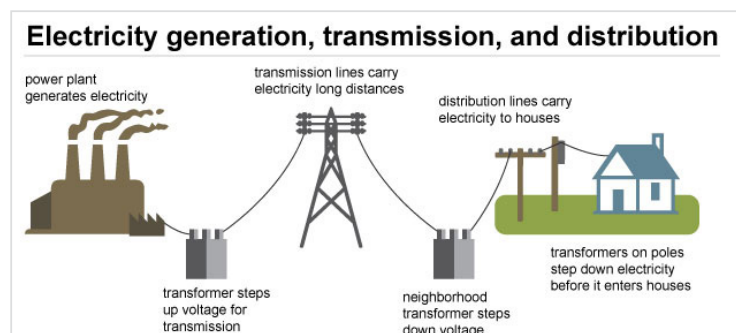 Electricity generation, transmission, and distribution
power plant
generates electricity
transmission lines carry
electricity long distances
distribution lines carry
electricity to houses
transformer steps
up voltage for
transmission
neighborhood
transformer steps
down voltage
transformers on poles
step down electricity
before it enters houses